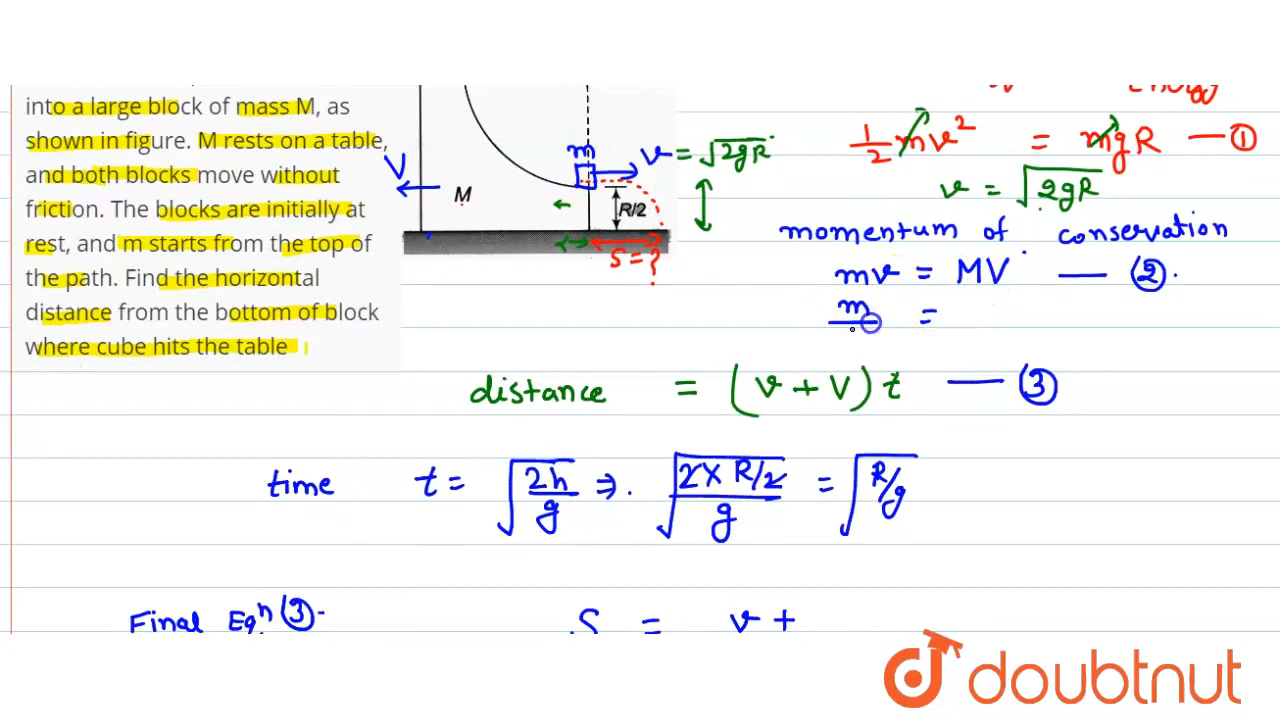 into a large block of mass M, as
shown in figure. M rests on a table,
and both blocks move without
friction. The blocks are initially at
rest, and m starts from the top of
the path. Find the horizontal
distance from the bottom of block
where cube hits the table
V
M
m
v = √2gR
R/2
S = ?
Energy
1/2 mv² = mgR — ①
v = √2gR
momentum of conservation
mv = MV — ②.
m =
distance = (v + V) t — ③
time t = √2h/g ⇒ √2 X R/2/g = √R/g
Final Eqⁿ ③ S = v +
doubtnut